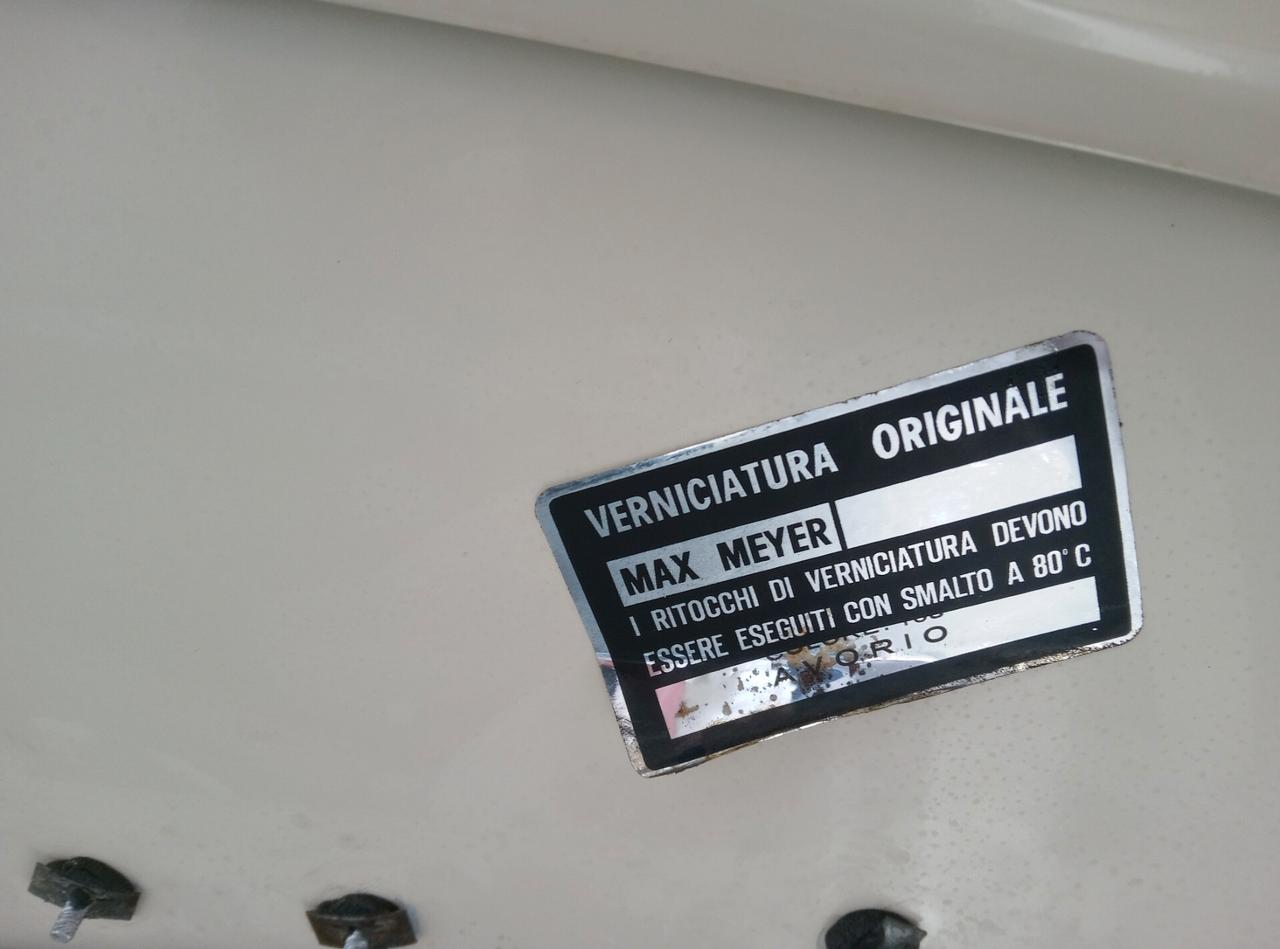 VERNICIATURA ORIGINALE
MAX MEYER
I RITOCCHI DI VERNICIATURA DEVONO
ESSERE ESEGUITI CON SMALTO A 80° C
AVORIO